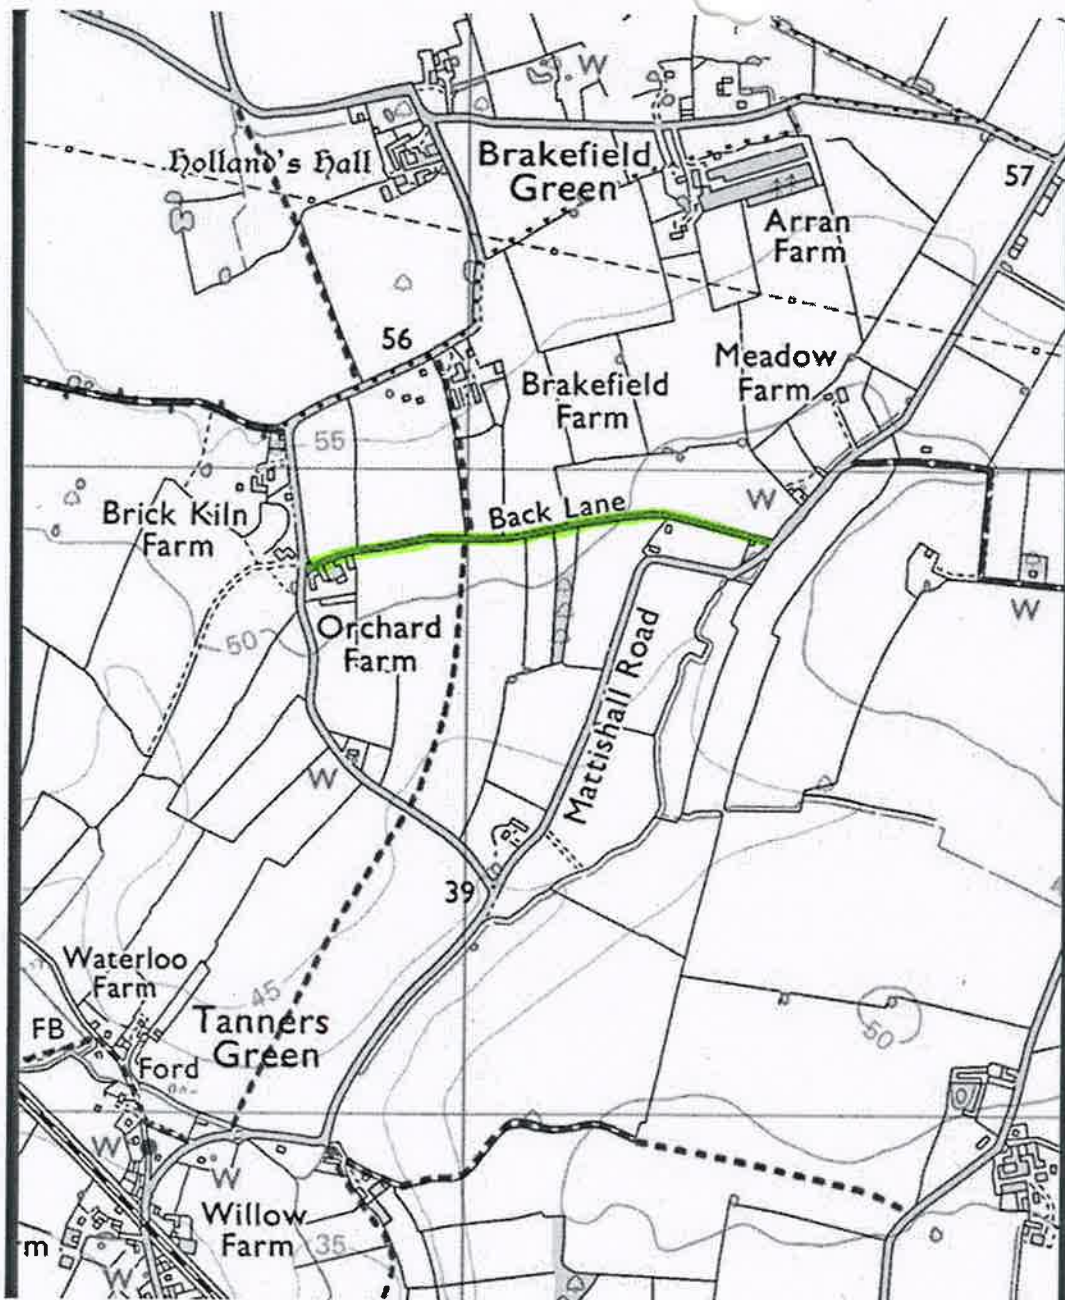 W
Holland's Hall
Brakefield
Green
57
Arran
Farm
56
Meadow
Farm
Brakefield
Farm
55
Back Lane
W
Brick Kiln
Farm
W
50
Orchard
Farm
Mattishall Road
W
39
Waterloo
Farm
45
Tanners
Green
FB
Ford
50
W
W
Willow
Farm
35
m
W